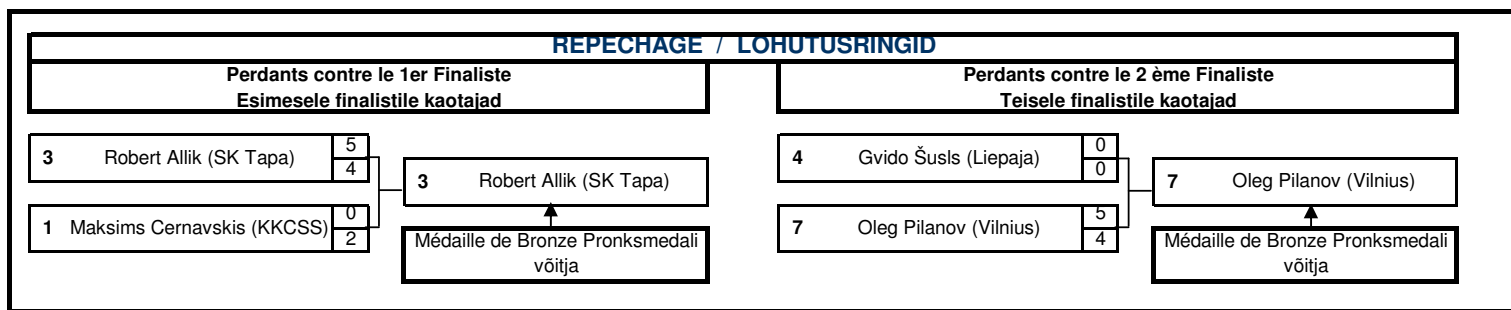 REPECHAGE / LOHUTUSRINGID
Perdants contre le 1er Finaliste
Esimesele finalistile kaotajad
Perdants contre le 2 ème Finaliste
Teisele finalistile kaotajad
3 Robert Allik (SK Tapa) 5
4
3 Robert Allik (SK Tapa)
1 Maksims Cernavskis (KKCSS) 0
2
Médaille de Bronze Pronksmedali
võitja
4 Gvido Šusls (Liepaja) 0
0
7 Oleg Pilanov (Vilnius)
7 Oleg Pilanov (Vilnius) 5
4
Médaille de Bronze Pronksmedali
võitja